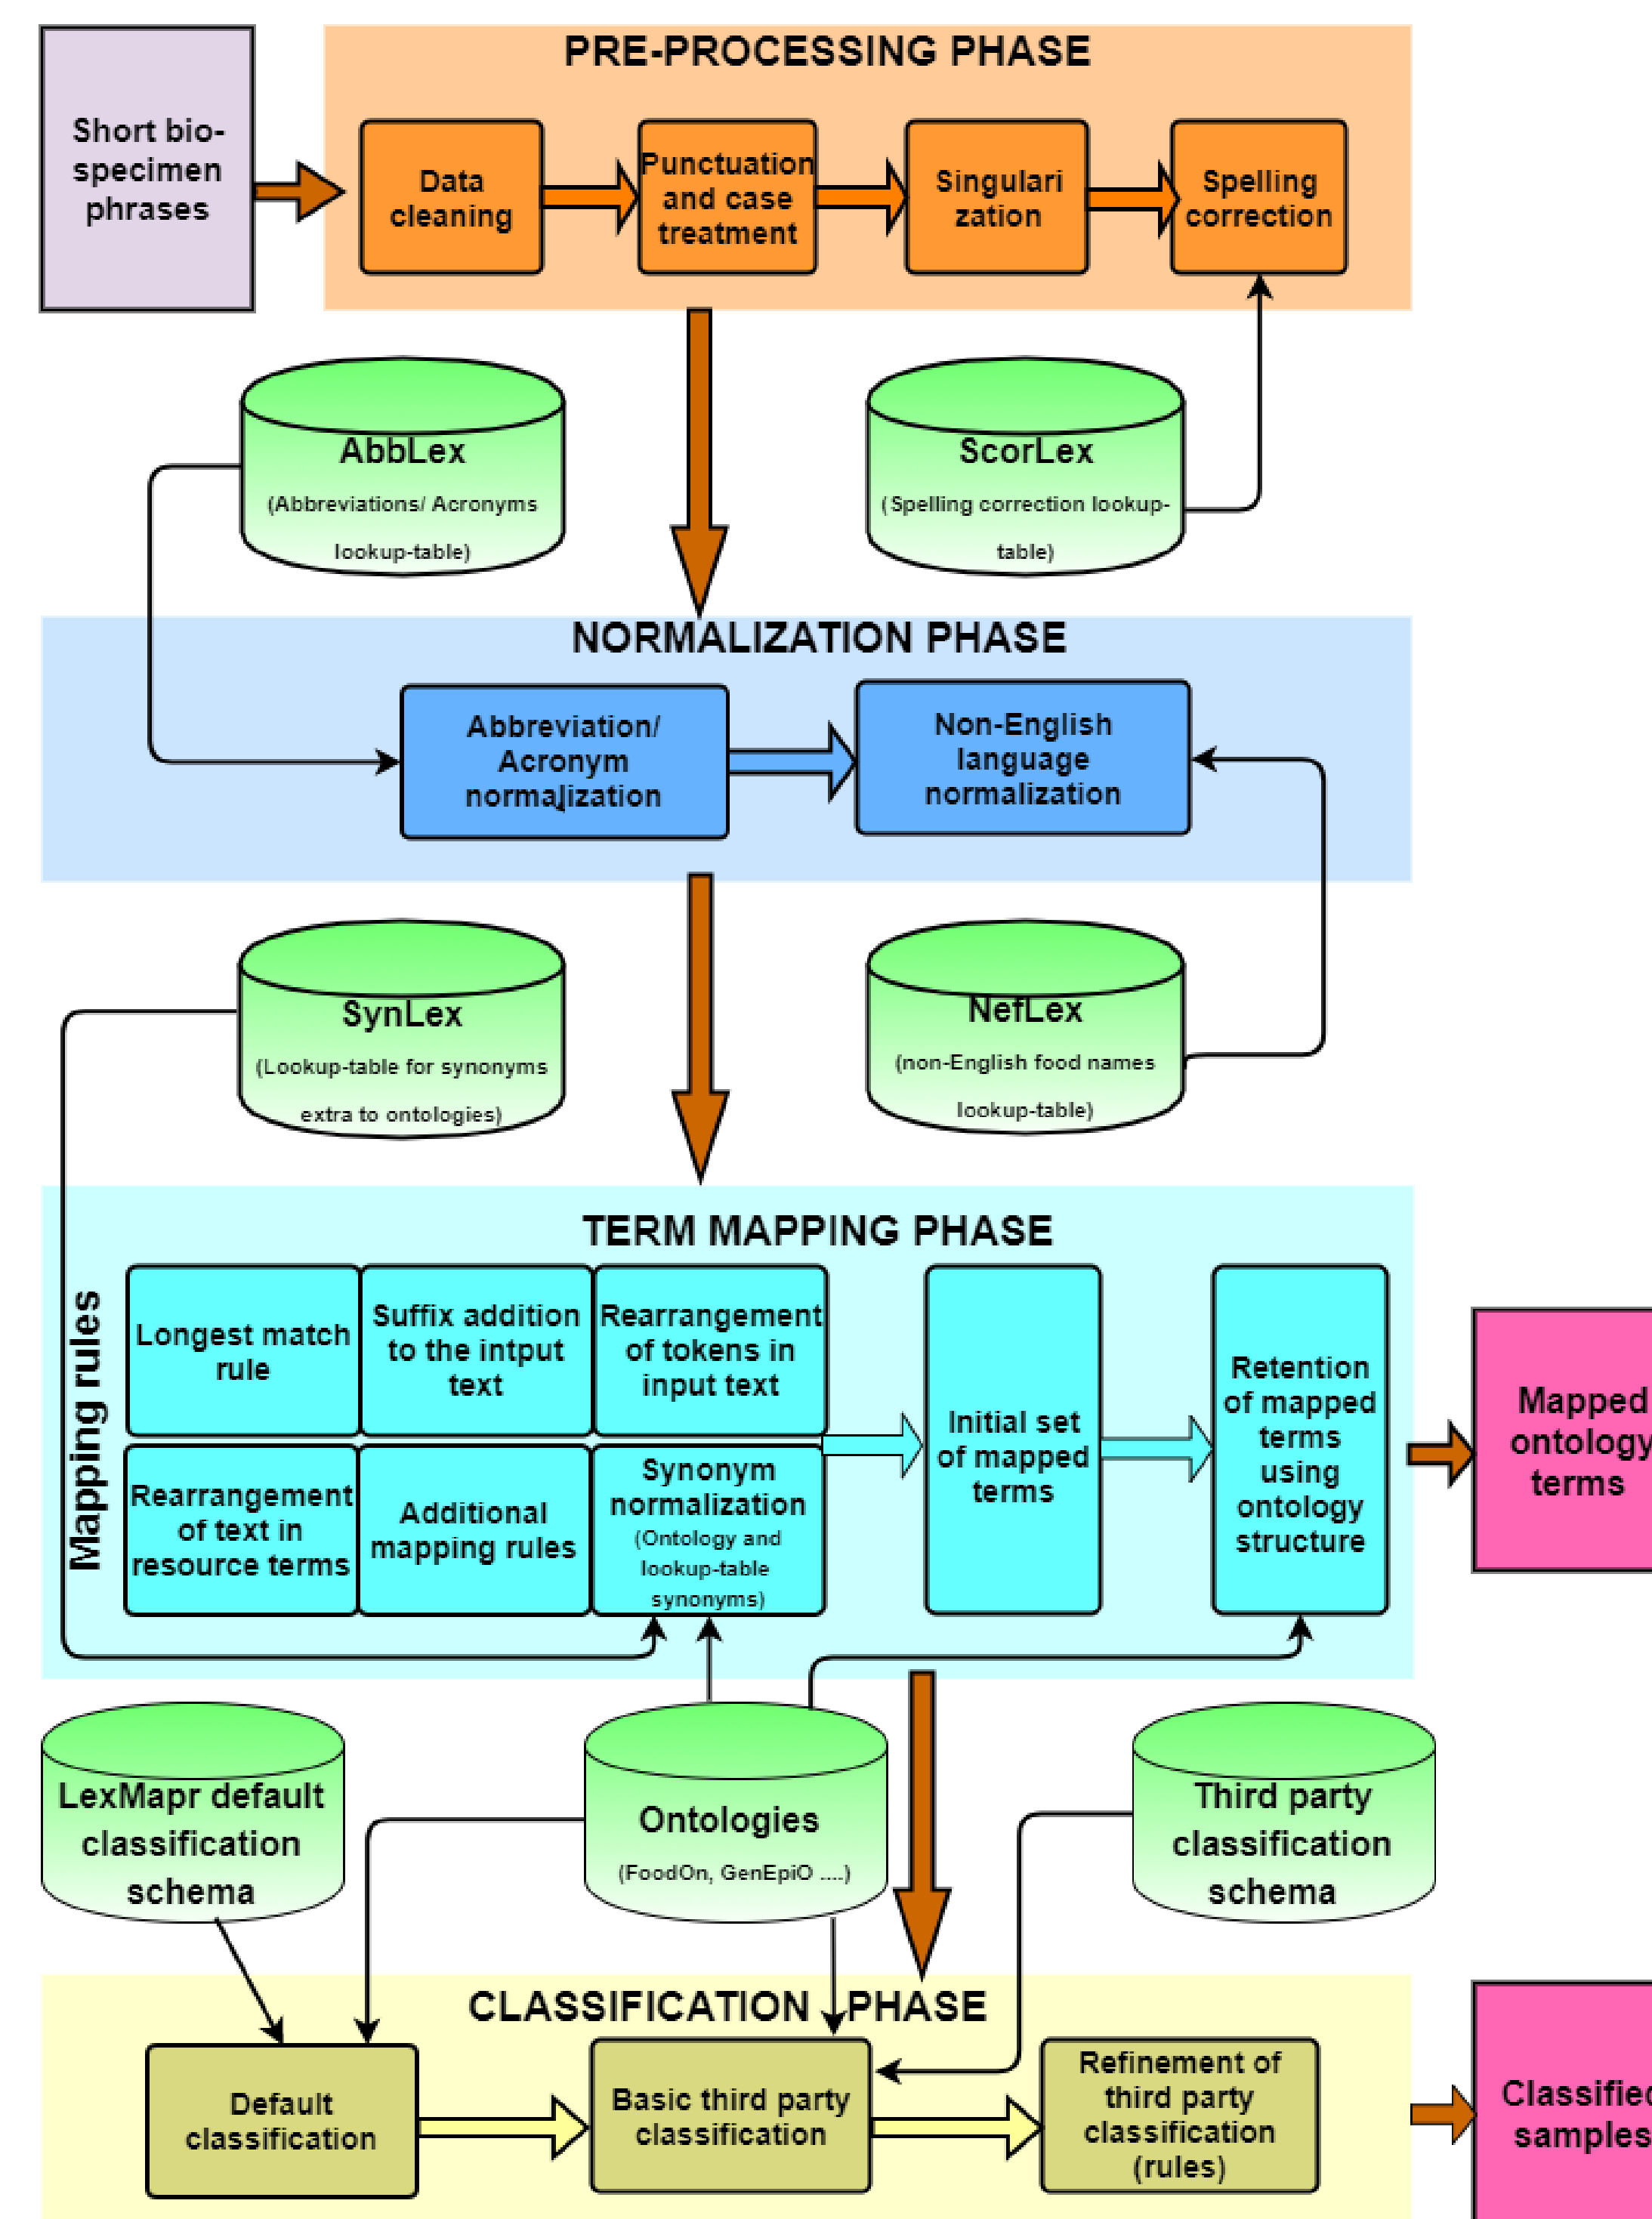 PRE-PROCESSING PHASE
Short bio-
specimen
phrases
Data
cleaning
Punctuation
and case
treatment
Singulari
zation
Spelling
correction
AbbLex
(Abbreviations/ Acronyms
lookup-table)
ScorLex
(Spelling correction lookup-
table)
NORMALIZATION PHASE
Abbreviation/
Acronym
normalization
Non-English
language
normalization
SynLex
(Lookup-table for synonyms
extra to ontologies)
NefLex
(non-English food names
lookup-table)
TERM MAPPING PHASE
Mapping rules
Longest match
rule
Suffix addition
to the intput
text
Rearrangement
of tokens in
input text
Rearrangement
of text in
resource terms
Additional
mapping rules
Synonym
normalization
(Ontology and
lookup-table
synonyms)
Initial set
of mapped
terms
Retention
of mapped
terms
using
ontology
structure
Mapped
ontology
terms
LexMapr default
classification
schema
Ontologies
(FoodOn, GenEpiO ....)
Third party
classification
schema
CLASSIFICATION PHASE
Default
classification
Basic third party
classification
Refinement of
third party
classification
(rules)
Classified
samples